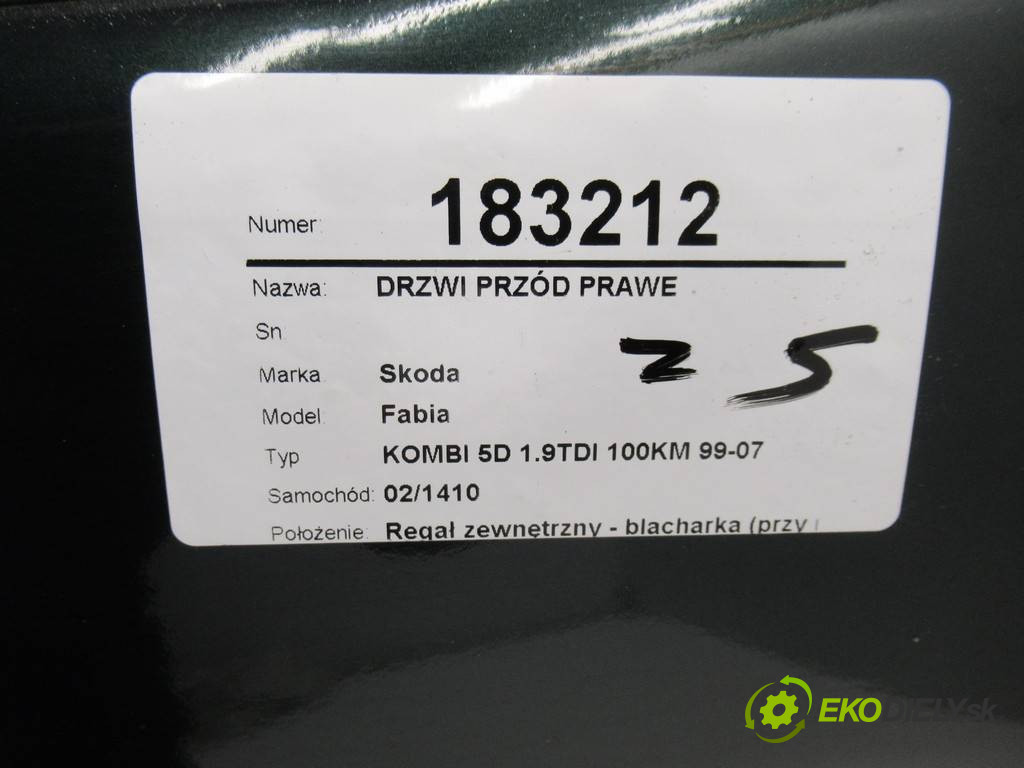 Numer: 183212
Nazwa: DRZWI PRZÓD PRAWE
Sn
Marka Skoda
Model: Fabia
Typ KOMBI 5D 1.9TDI 100KM 99-07
Samochód: 02/1410
Położenie: Regał zewnętrzny - blacharka (przy
Z 5
EKODIELY.sk